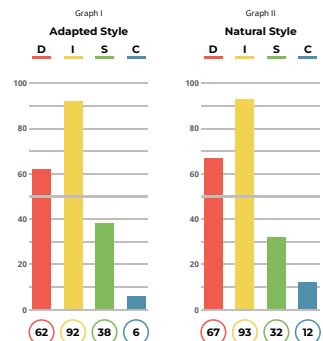 Graph I
Adapted Style
D I S C
100
80
60
40
20
0
62 92 38 6
Graph II
Natural Style
D I S C
100
80
60
40
20
0
67 93 32 12